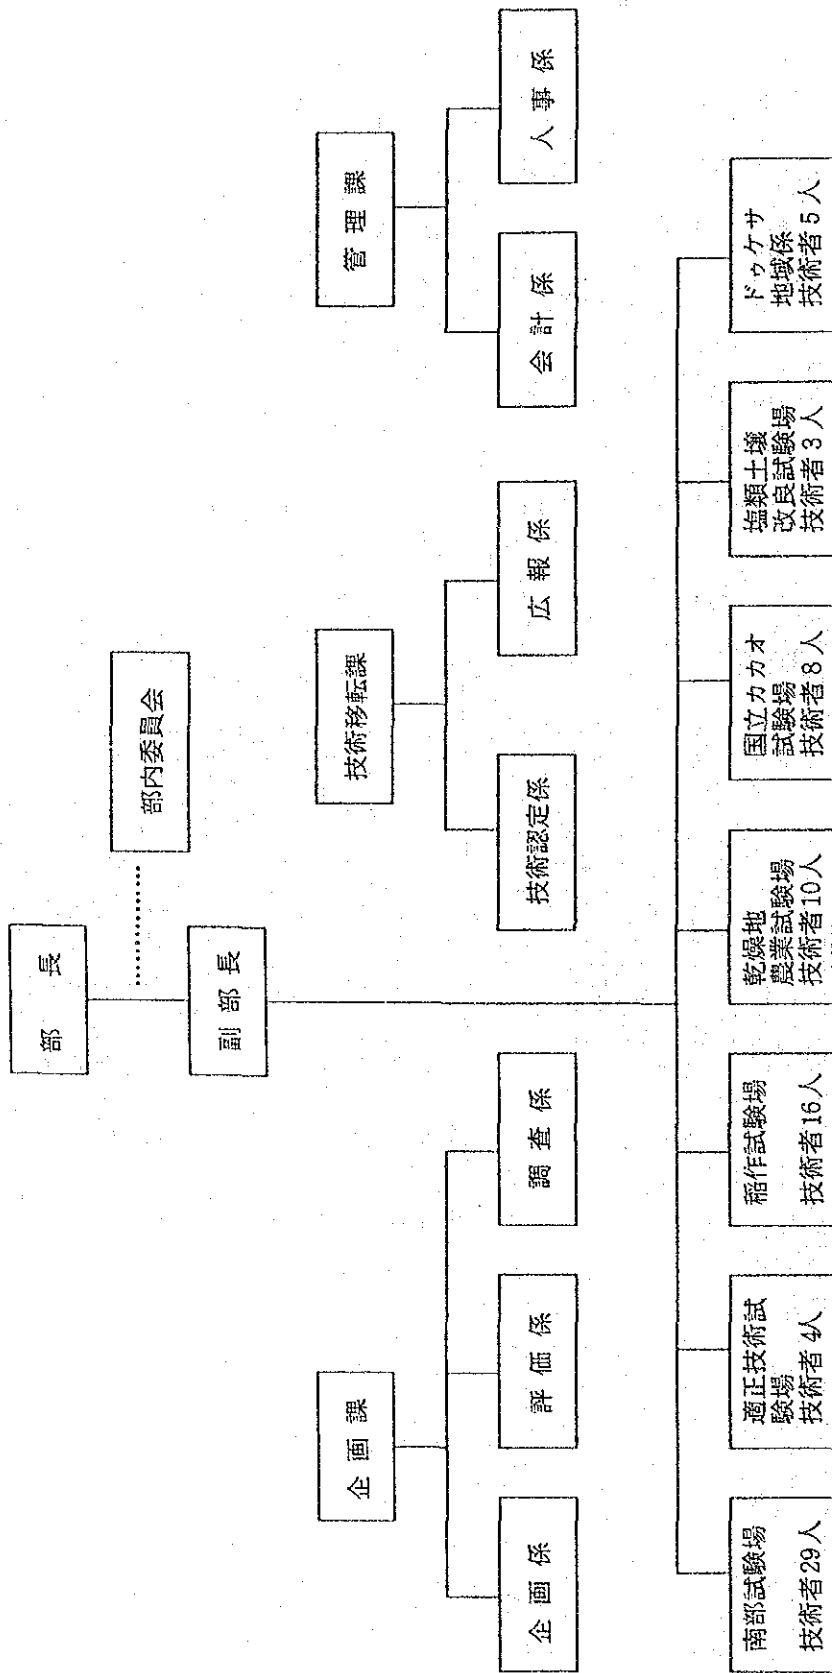 部　長
部内委員会
副 部 長
企 画 課
技術移転課
管 理 課
企 画 係
評 価 係
調 査 係
技術認定係
広 報 係
会 計 係
人 事 係
南部試験場
技術者29人
適正技術試
験場
技術者 4人
稲作試験場
技術者16人
乾燥地
農業試験場
技術者10人
国立カカオ
試験場
技術者 8 人
塩類土壌
改良試験場
技術者 3 人
ドゥケサ
地域係
技術者 5 人